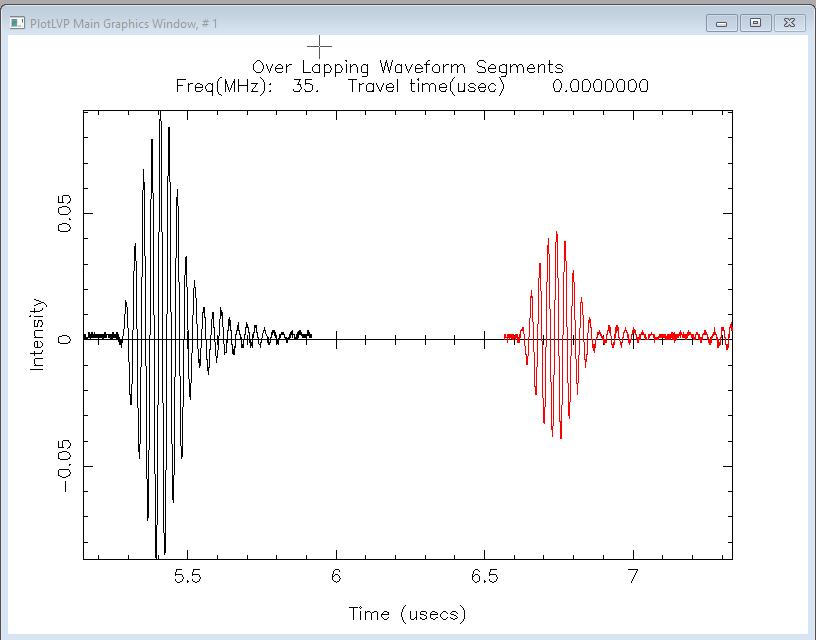 PlotLVP Main Graphics Window, # 1
Over Lapping Waveform Segments
Freq(MHz): 35. Travel time(usec) 0.0000000
0.05
0
−0.05
Intensity
5.5 6 6.5 7
Time (usecs)